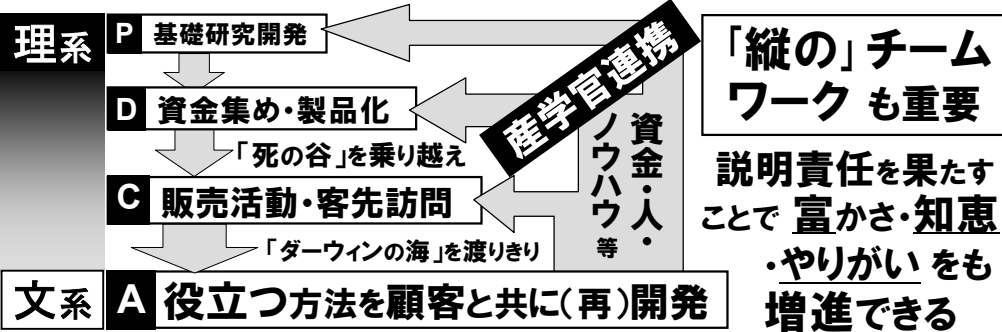 理系
P 基礎研究開発
D 資金集め・製品化
「死の谷」を乗り越え
C 販売活動・客先訪問
「ダーウィンの海」を渡りきり
文系
A 役立つ方法を顧客と共に(再)開発
産学官連携
資金・人・
ノウハウ等
「縦の」チーム
ワーク も重要
説明責任を果たす
ことで 富かさ・知恵
・やりがい をも
増進できる